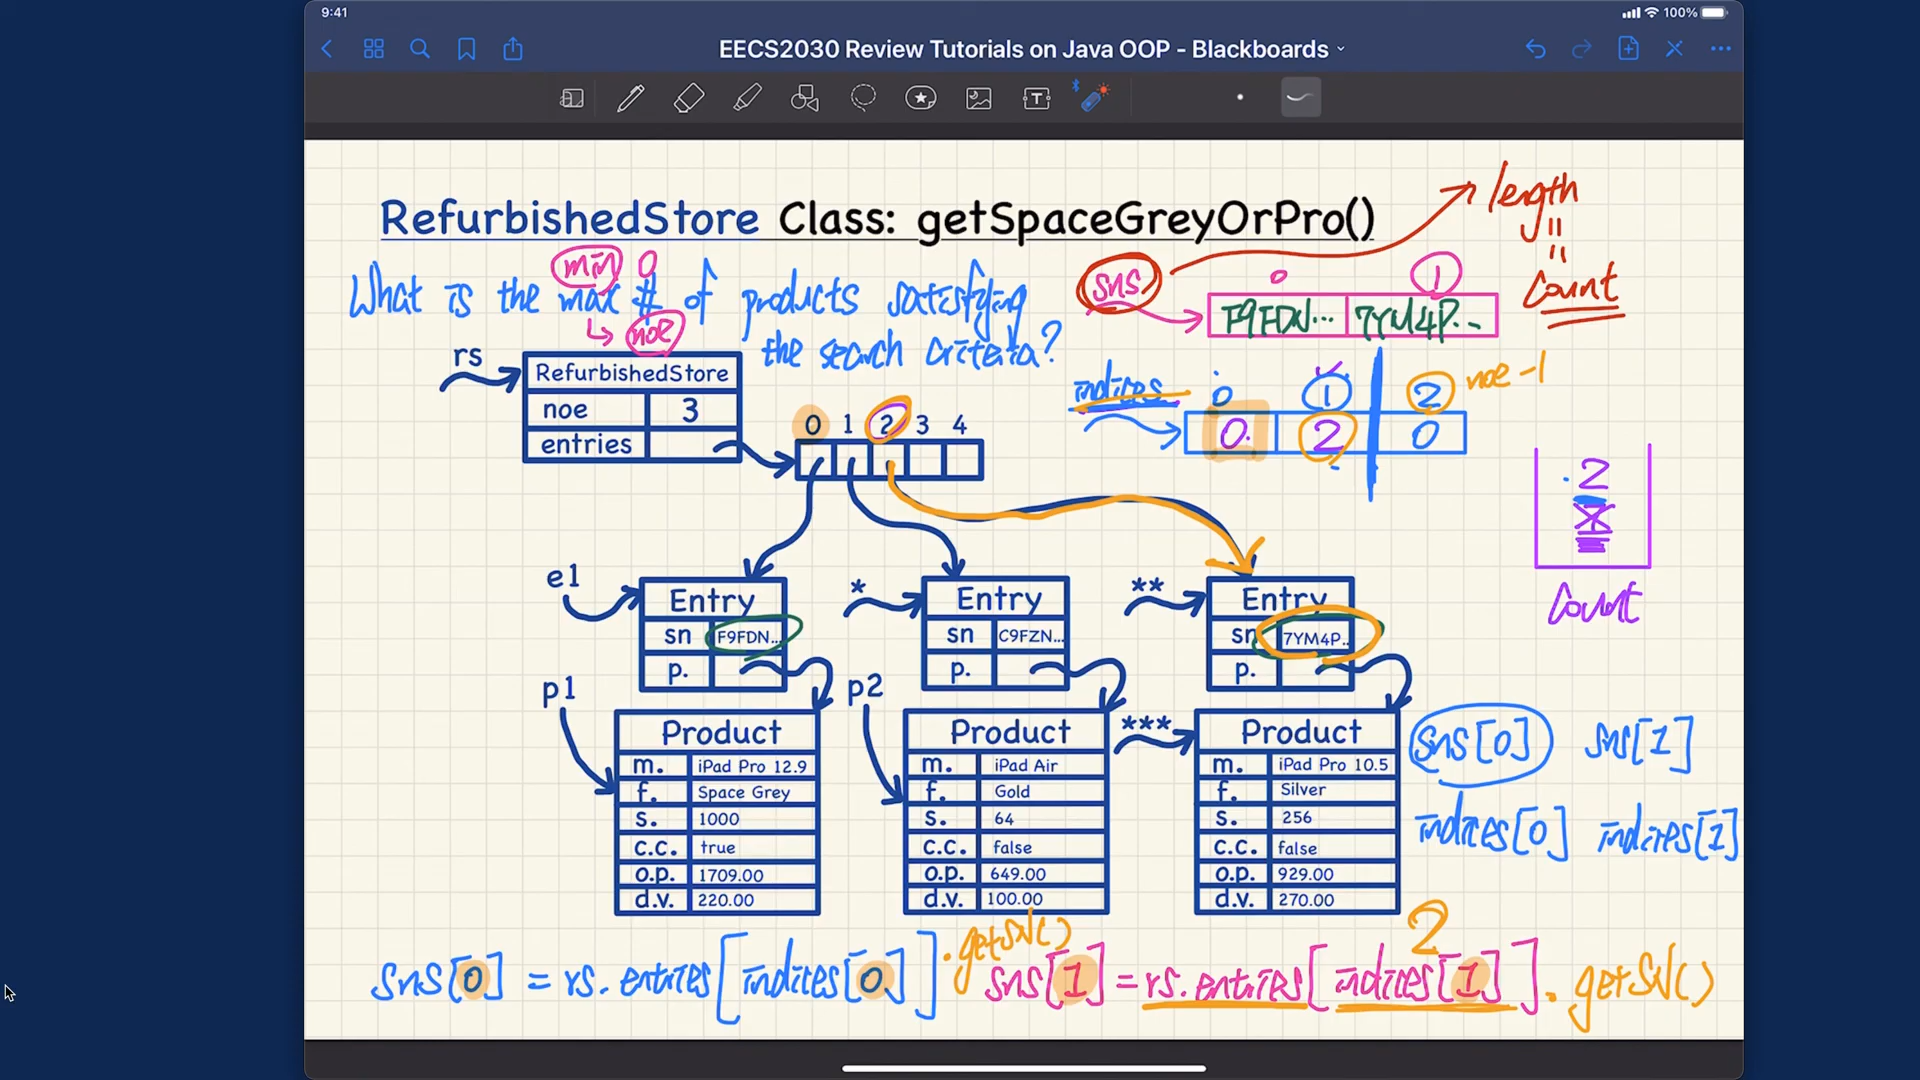 9:41
100%
EECS2030 Review Tutorials on Java OOP - Blackboards
RefurbishedStore Class: getSpaceGreyOrPro()
length
=
count
min 0
What is the max # of products satisfying
noe
the search criteria?
sns
0 1
F9FDN... 7YM4P...
indices
0 1 2 noe-1
0 2 0
2
count
rs
RefurbishedStore
noe 3
entries
0 1 2 3 4
e1
Entry
sn F9FDN...
p.
*
Entry
sn C9FZN...
p.
**
Entry
sn 7YM4P..
p.
p1
Product
m. iPad Pro 12.9
f. Space Grey
s. 1000
c.c. true
o.p. 1709.00
d.v. 220.00
p2
Product
m. iPad Air
f. Gold
s. 64
c.c. false
o.p. 649.00
d.v. 100.00
***
Product
m. iPad Pro 10.5
f. Silver
s. 256
c.c. false
o.p. 929.00
d.v. 270.00
sns[0] sns[1]
indices[0] indices[1]
sns[0] = rs.entries[indices[0]].getSN()
2
sns[1] = rs.entries[indices[1]].getSN()